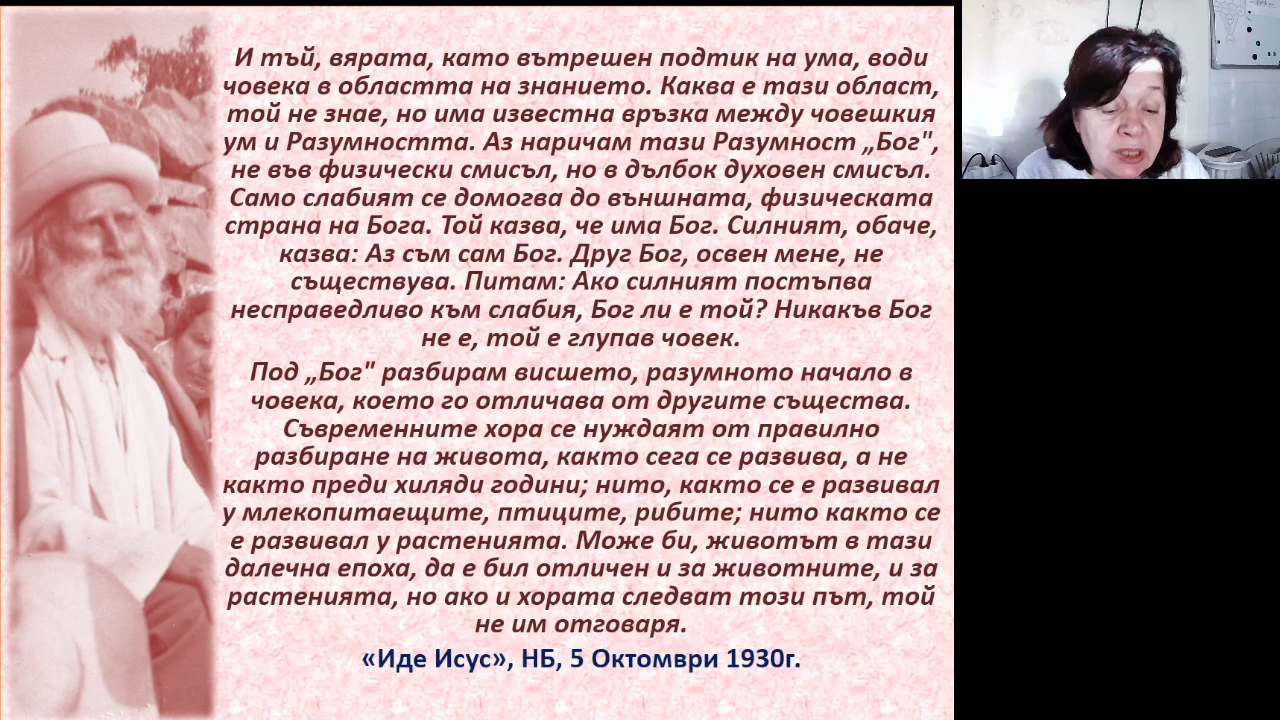 И тъй, вярата, като вътрешен подтик на ума, води
човека в областта на знанието. Каква е тази област,
той не знае, но има известна връзка между човешкия
ум и Разумността. Аз наричам тази Разумност „Бог",
не във физически смисъл, но в дълбок духовен смисъл.
Само слабият се домогва до външната, физическата
страна на Бога. Той казва, че има Бог. Силният, обаче,
казва: Аз съм сам Бог. Друг Бог, освен мене, не
съществува. Питам: Ако силният постъпва
несправедливо към слабия, Бог ли е той? Никакъв Бог
не е, той е глупав човек.
Под „Бог" разбирам висшето, разумното начало в
човека, което го отличава от другите същества.
Съвременните хора се нуждаят от правилно
разбиране на живота, както сега се развива, а не
както преди хиляди години; нито, както се е развивал
у млекопитаещите, птиците, рибите; нито както се
е развивал у растенията. Може би, животът в тази
далечна епоха, да е бил отличен и за животните, и за
растенията, но ако и хората следват този път, той
не им отговаря.
«Иде Исус», НБ, 5 Октомври 1930г.